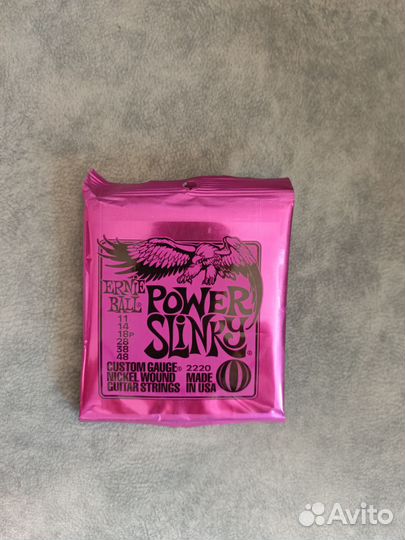 ERNIE
BALL
POWER
SLINKY®
11
14
18P
28
38
48
CUSTOM GAUGE® 2220
NICKEL WOUND MADE
GUITAR STRINGS IN USA
Avito